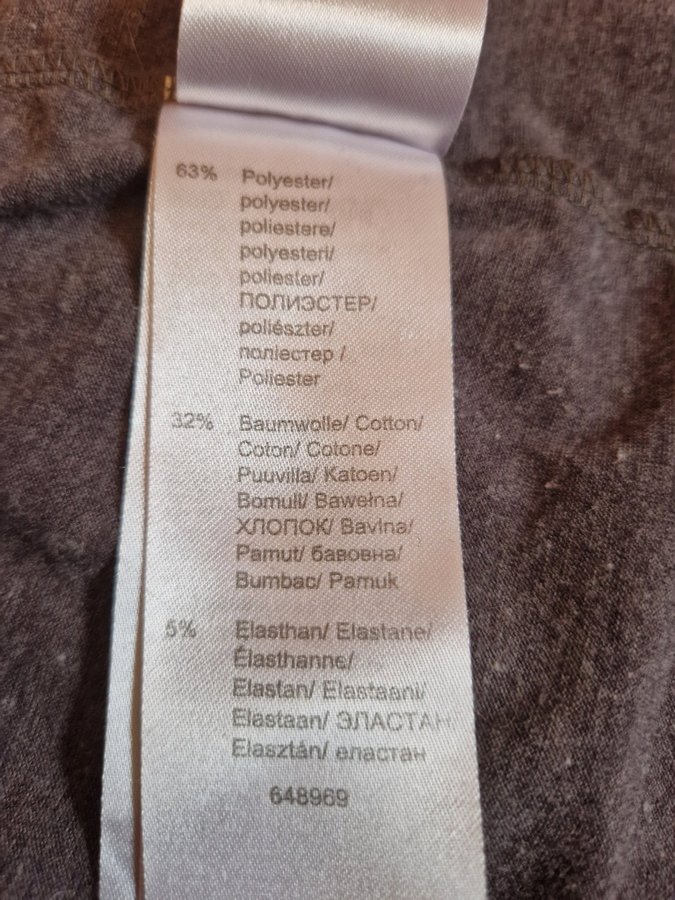 63% Polyester/
polyester/
poliestere/
polyesteri/
poliester/
ПОЛИЭСТЕР/
poliészter/
поліестер /
Poliester
32% Baumwolle/ Cotton/
Coton/ Cotone/
Puuvilla/ Katoen/
Bomull/ Bawełna/
ХЛОПОК/ Bavlna/
Pamut/ бавовна/
Bumbac/ Pamuk
5% Elasthan/ Elastane/
Élasthanne/
Elastan/ Elastaani/
Elastaan/ ЭЛАСТАН
Elasztán/ еластан
648969